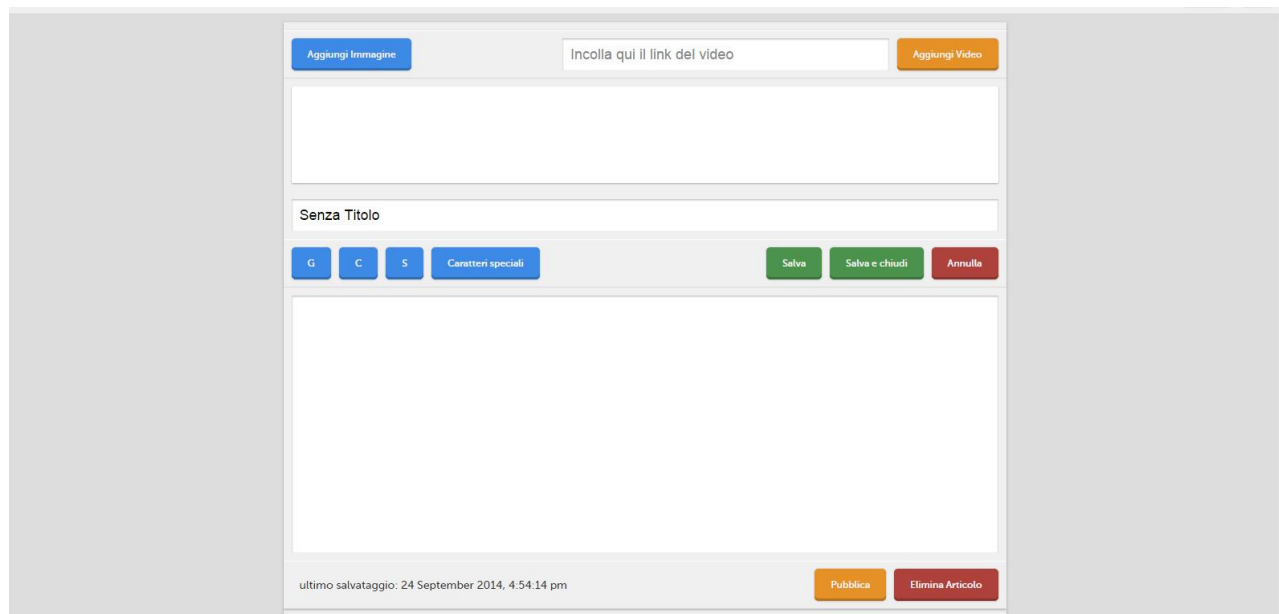 Aggiungi Immagine Incolla qui il link del video Aggiungi Video
Senza Titolo
G C S Caratteri speciali Salva Salva e chiudi Annulla
ultimo salvataggio: 24 September 2014, 4:54:14 pm Pubblica Elimina Articolo